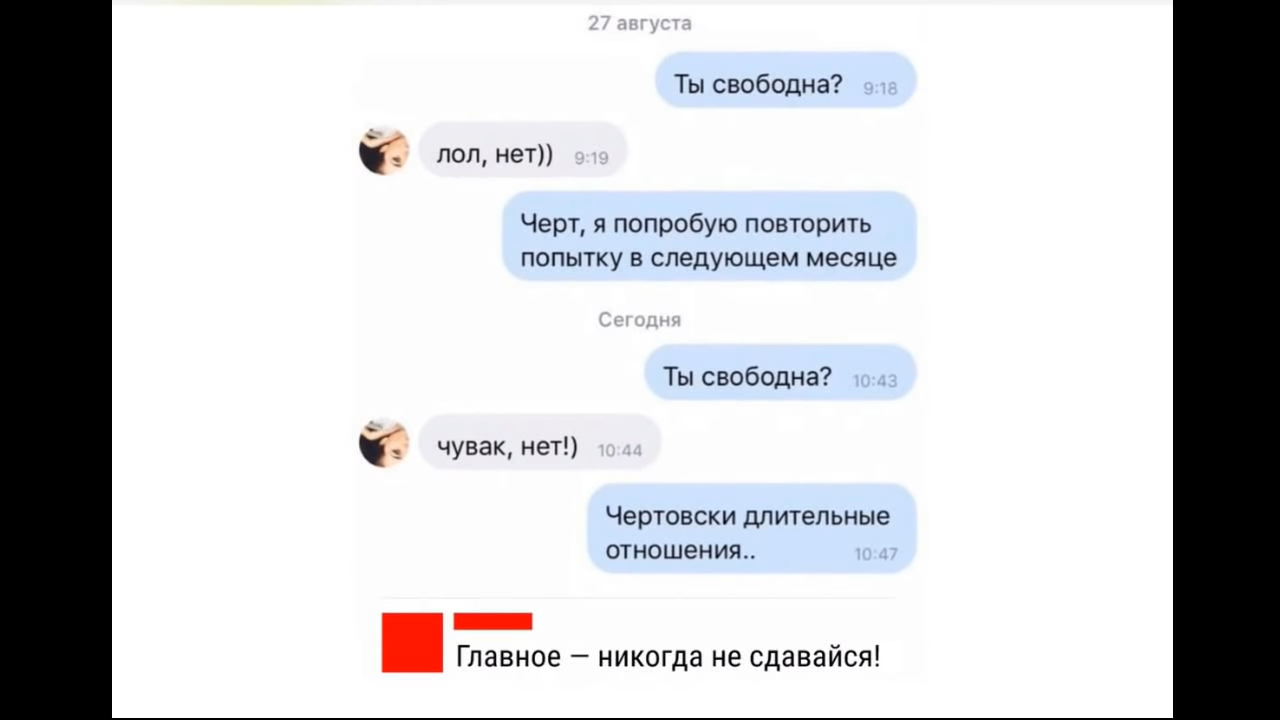 27 августа
Ты свободна? 9:18
лол, нет)) 9:19
Черт, я попробую повторить
попытку в следующем месяце
Сегодня
Ты свободна? 10:43
чувак, нет!) 10:44
Чертовски длительные
отношения.. 10:47
Главное — никогда не сдавайся!